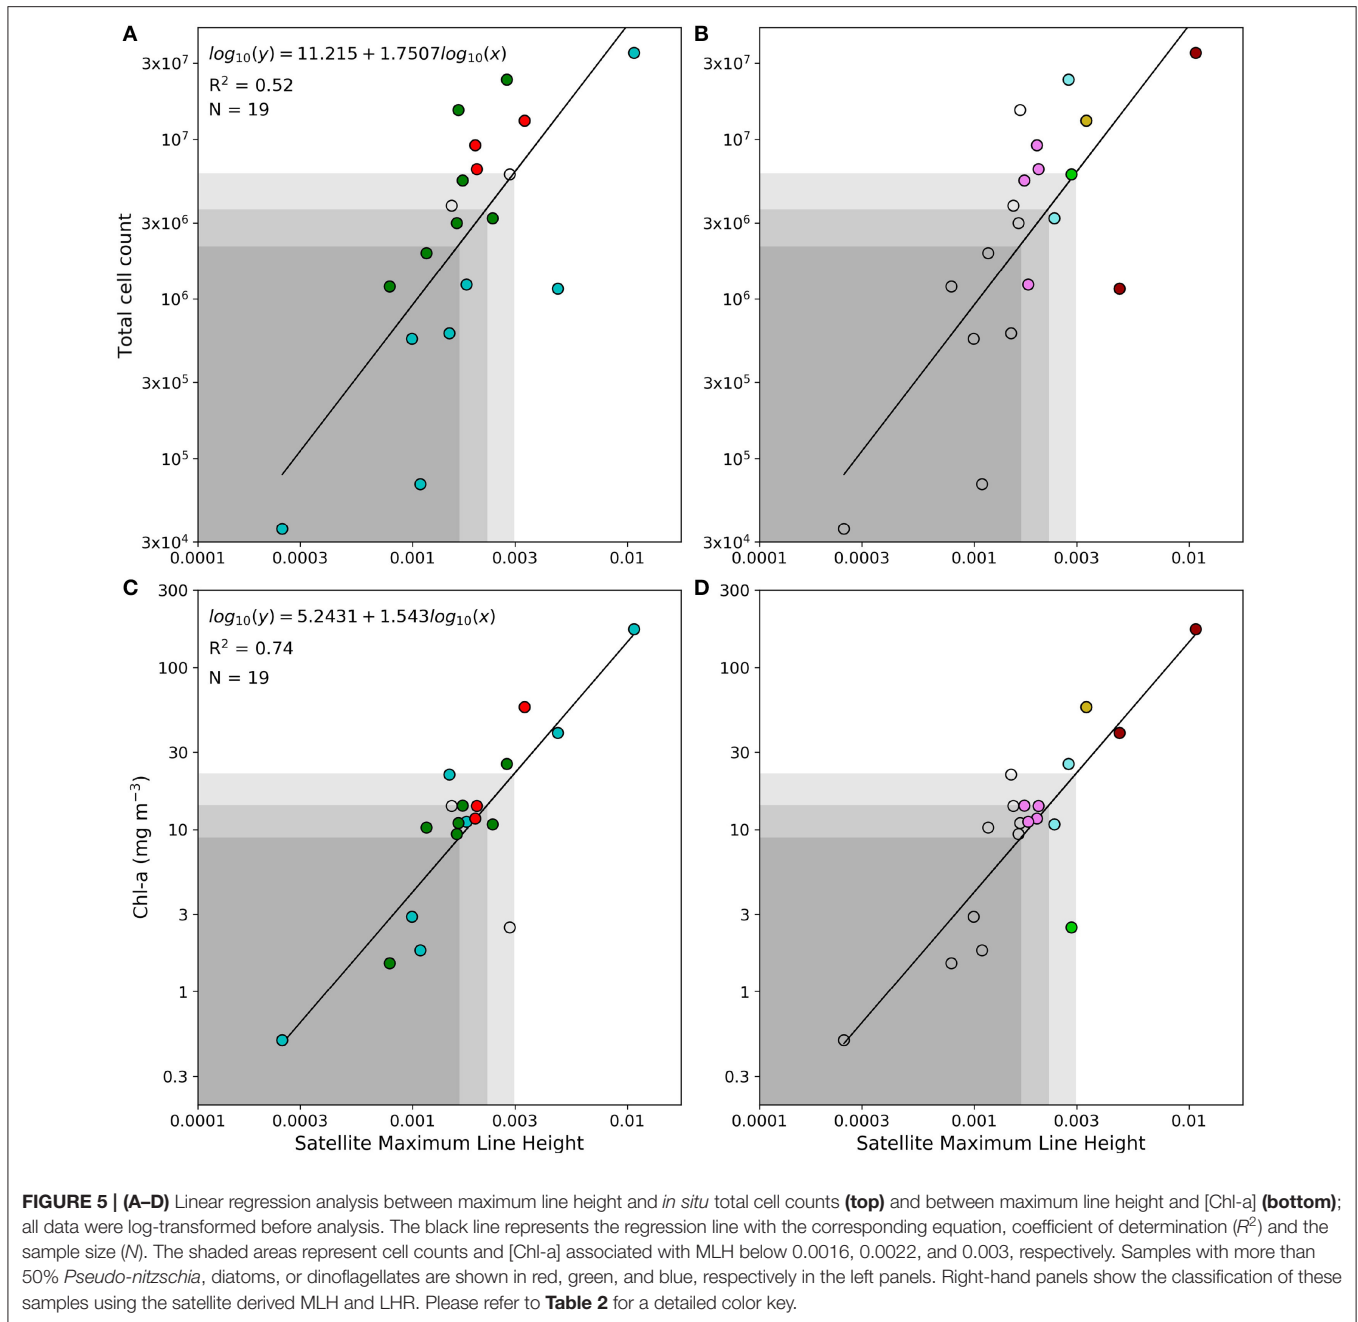 A
log₁₀(y) = 11.215 + 1.7507log₁₀(x)
R² = 0.52
N = 19
3x10⁷
10⁷
3x10⁶
10⁶
3x10⁵
10⁵
3x10⁴
Total cell count
0.0001
0.0003
0.001
0.003
0.01
B
3x10⁷
10⁷
3x10⁶
10⁶
3x10⁵
10⁵
3x10⁴
0.0001
0.0003
0.001
0.003
0.01
C
log₁₀(y) = 5.2431 + 1.543log₁₀(x)
R² = 0.74
N = 19
300
100
30
10
3
1
0.3
Chl-a (mg m⁻³)
0.0001
0.0003
0.001
0.003
0.01
Satellite Maximum Line Height
D
300
100
30
10
3
1
0.3
0.0001
0.0003
0.001
0.003
0.01
Satellite Maximum Line Height
FIGURE 5 | (A–D) Linear regression analysis between maximum line height and in situ total cell counts (top) and between maximum line height and [Chl-a] (bottom);
all data were log-transformed before analysis. The black line represents the regression line with the corresponding equation, coefficient of determination (R²) and the
sample size (N). The shaded areas represent cell counts and [Chl-a] associated with MLH below 0.0016, 0.0022, and 0.003, respectively. Samples with more than
50% Pseudo-nitzschia, diatoms, or dinoflagellates are shown in red, green, and blue, respectively in the left panels. Right-hand panels show the classification of these
samples using the satellite derived MLH and LHR. Please refer to Table 2 for a detailed color key.